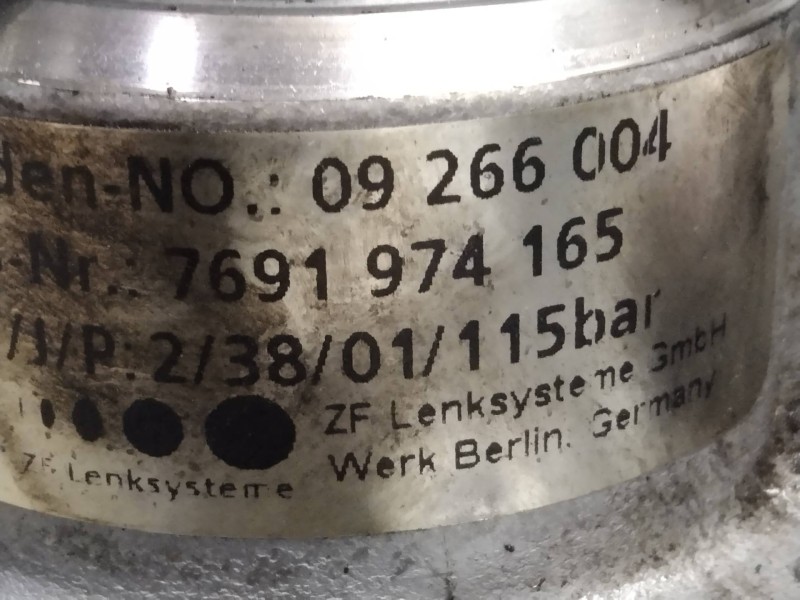 den-NO.: 09 266 004
-Nr.: 7691 974 165
/J/P: 2/38/01/115bar
ZF Lenksysteme GmbH
Werk Berlin. Germany
ZF Lenksysteme